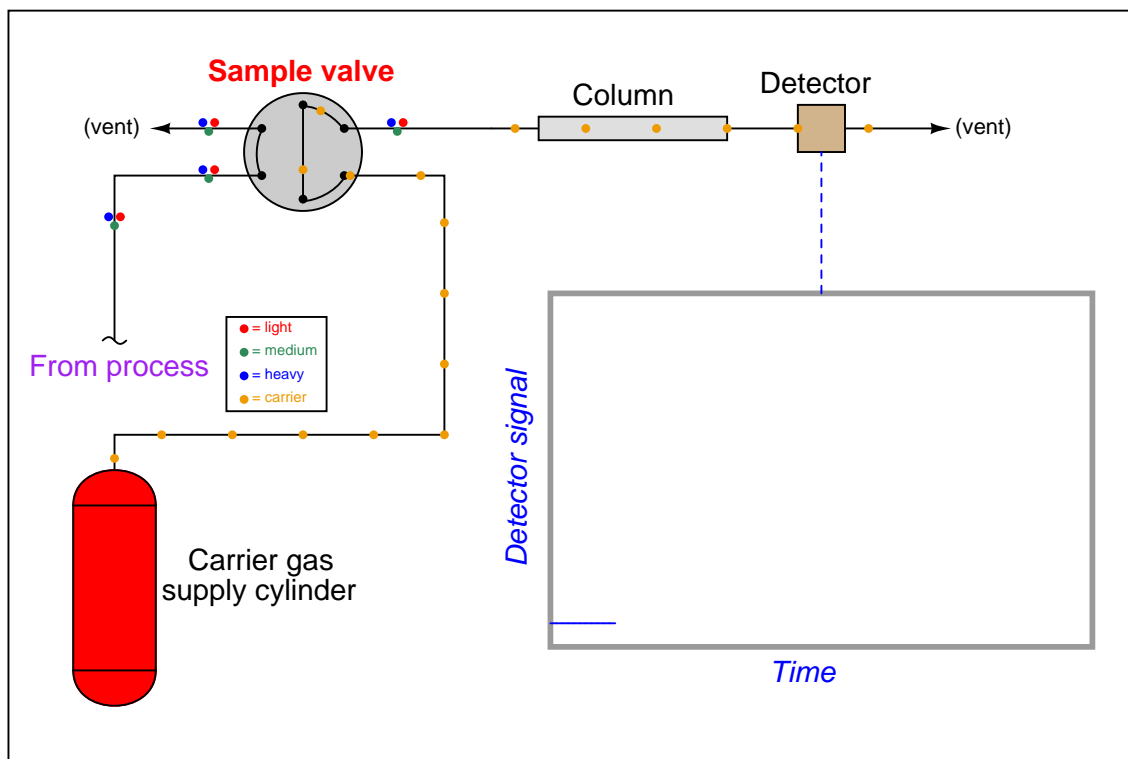 Sample valve
Column
Detector
(vent)
(vent)
From process
= light
= medium
= heavy
= carrier
Detector signal
Carrier gas
supply cylinder
Time